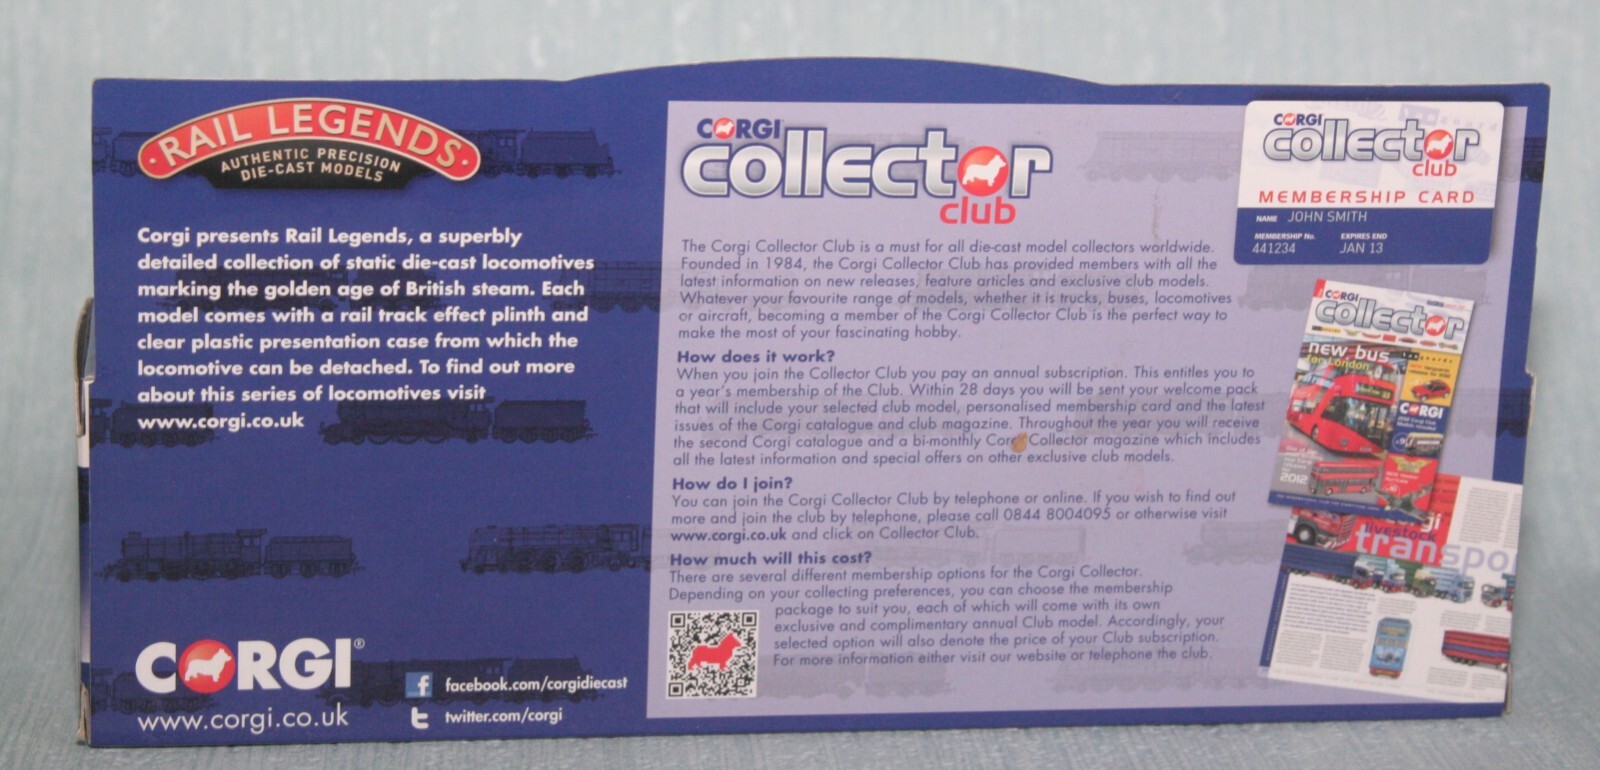 RAIL LEGENDS
AUTHENTIC PRECISION
DIE-CAST MODELS
Corgi presents Rail Legends, a superbly
detailed collection of static die-cast locomotives
marking the golden age of British steam. Each
model comes with a rail track effect plinth and
clear plastic presentation case from which the
locomotive can be detached. To find out more
about this series of locomotives visit
www.corgi.co.uk
CORGI®
www.corgi.co.uk
facebook.com/corgidiecast
twitter.com/corgi
CORGI
collector
club
The Corgi Collector Club is a must for all die-cast model collectors worldwide.
Founded in 1984, the Corgi Collector Club has provided members with all the
latest information on new releases, feature articles and exclusive club models.
Whatever your favourite range of models, whether it is trucks, buses, locomotives
or aircraft, becoming a member of the Corgi Collector Club is the perfect way to
make the most of your fascinating hobby.
How does it work?
When you join the Collector Club you pay an annual subscription. This entitles you to
a year's membership of the Club. Within 28 days you will be sent your welcome pack
that will include your selected club model, personalised membership card and the latest
issues of the Corgi catalogue and club magazine. Throughout the year you will receive
the second Corgi catalogue and a bi-monthly Corgi Collector magazine which includes
all the latest information and special offers on other exclusive club models.
How do I join?
You can join the Corgi Collector Club by telephone or online. If you wish to find out
more and join the club by telephone, please call 0844 8004095 or otherwise visit
www.corgi.co.uk and click on Collector Club.
How much will this cost?
There are several different membership options for the Corgi Collector.
Depending on your collecting preferences, you can choose the membership
package to suit you, each of which will come with its own
exclusive and complimentary annual Club model. Accordingly, your
selected option will also denote the price of your Club subscription.
For more information either visit our website or telephone the club.
CORGI
collector
club
MEMBERSHIP CARD
NAME JOHN SMITH
MEMBERSHIP No. EXPIRES END
441234 JAN 13
CORGI
collector
new bus
for London
CORGI
2012
livestock
transpo